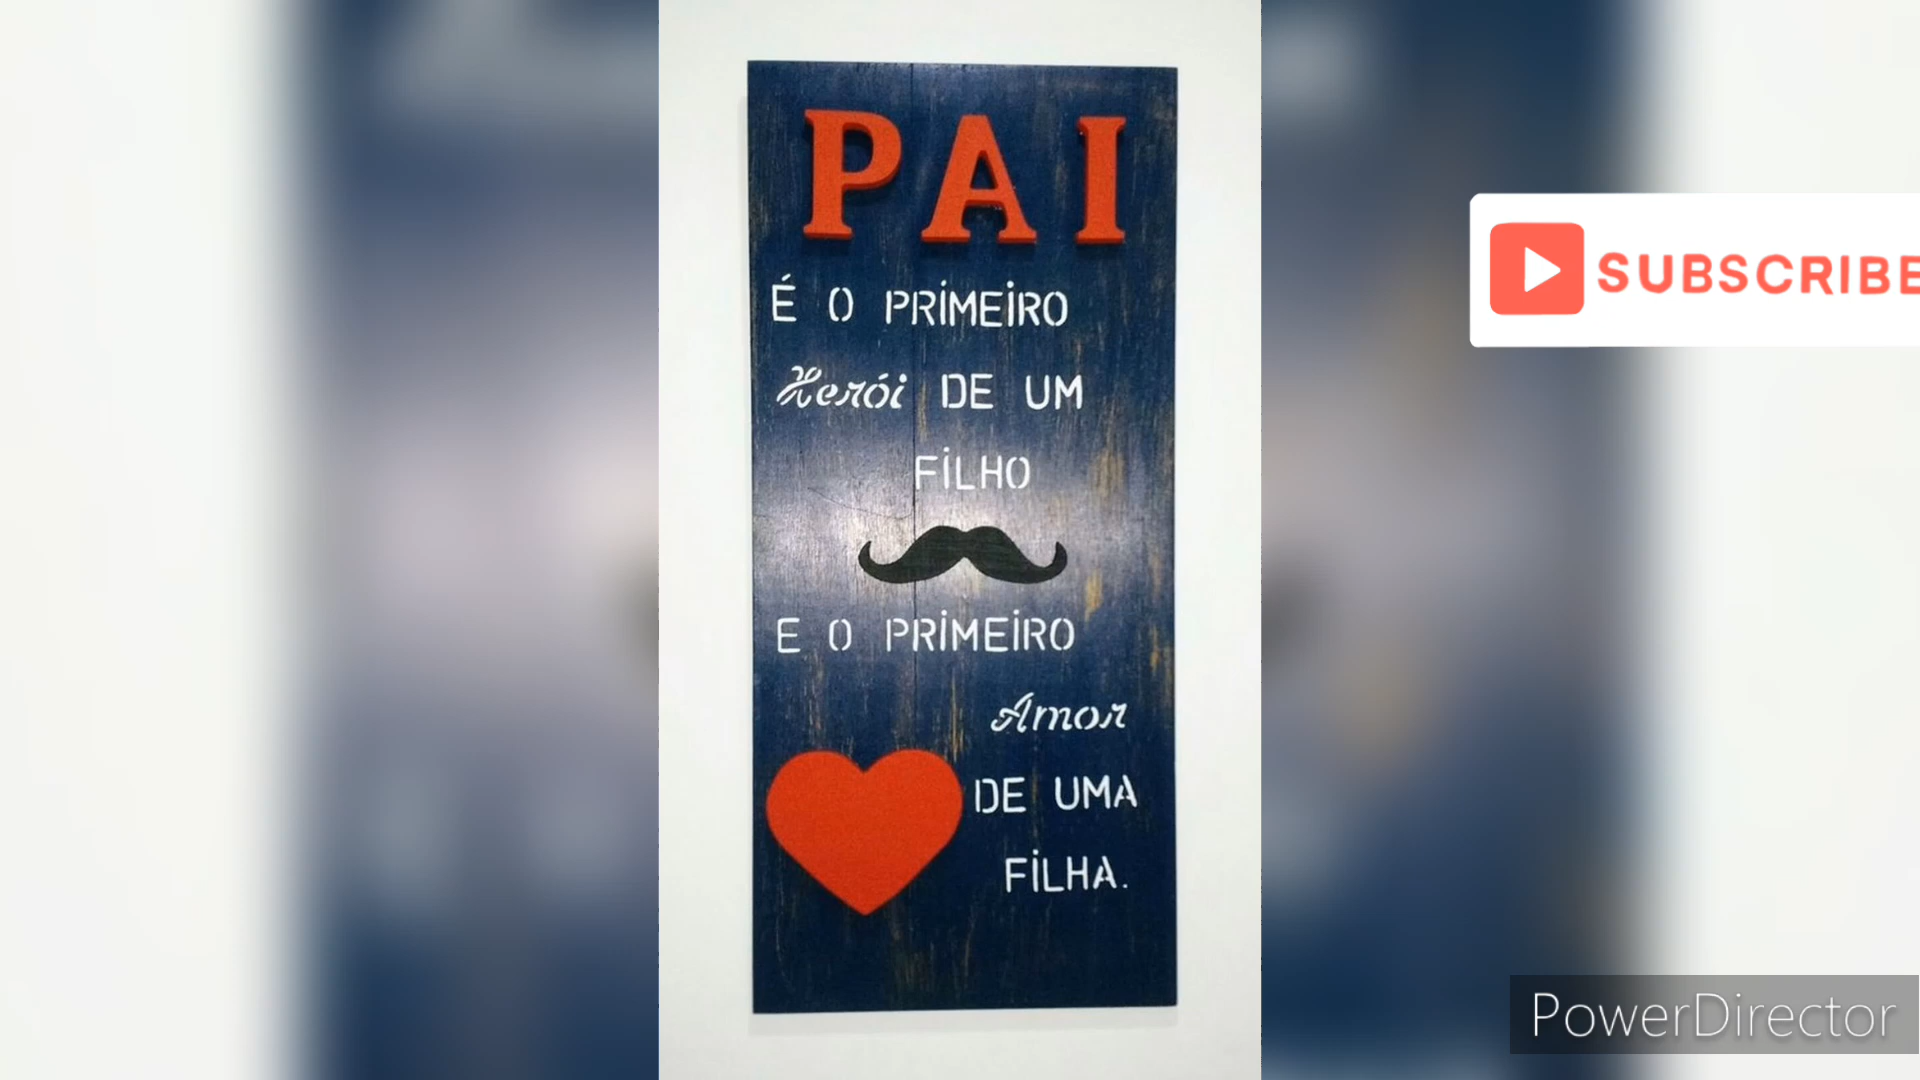 PAI
É O PRIMEIRO
Herói DE UM
FILHO
E O PRIMEIRO
Amor
DE UMA
FILHA.
SUBSCRIBE
PowerDirector